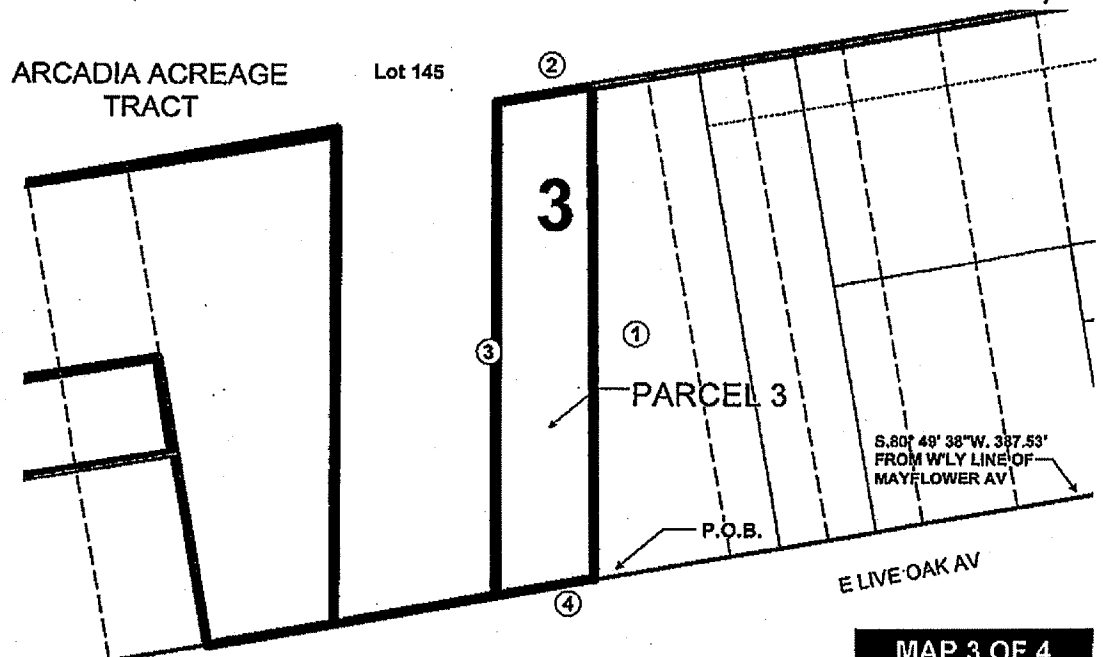 ARCADIA ACREAGE
TRACT
Lot 145
2
3
1
3
PARCEL 3
S.80° 49' 38"W. 387.53'
FROM W'LY LINE OF
MAYFLOWER AV
P.O.B.
E LIVE OAK AV
4
MAP 3 OF 4